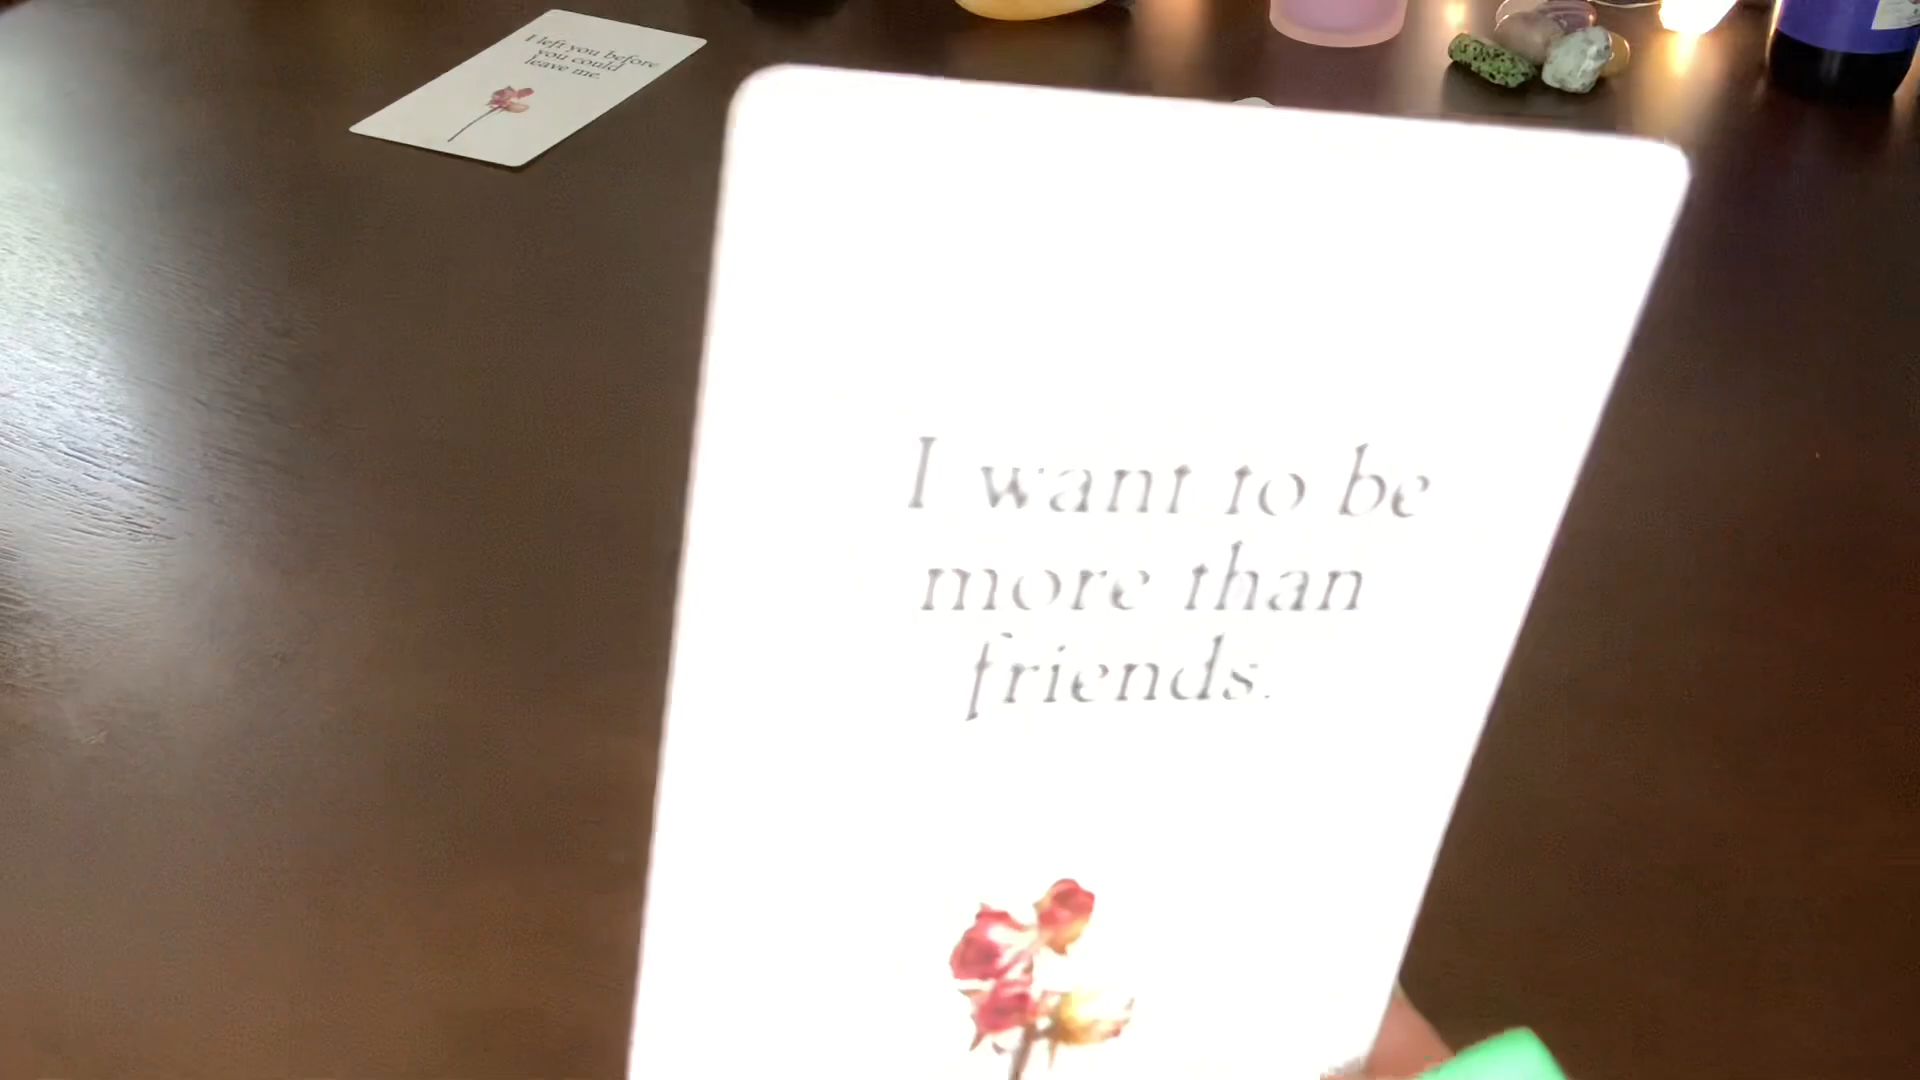 I left you before
you could
leave me.
I want to be
more than
friends.